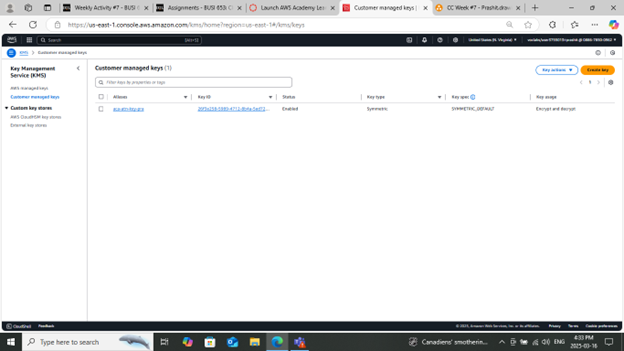 Weekly Activity #7 - BUSI 6
Assignments - BUSI 653: C
Launch AWS Academy Lea
Customer managed keys |
CC Week #7 - Prashit.draw
https://us-east-1.console.aws.amazon.com/kms/home?region=us-east-1#/kms/keys
aws
Search
[Alt+S]
United States (N. Virginia)
KMS > Customer managed keys
Key Management Service (KMS)
AWS managed keys
Customer managed keys
Custom key stores
AWS CloudHSM key stores
External key stores
Customer managed keys (1)
Key actions
Create key
Filter keys by properties or tags
1
Aliases
Key ID
Status
Key type
Key spec
Key usage
Enabled
Symmetric
SYMMETRIC_DEFAULT
Encrypt and decrypt
CloudShell
Feedback
© 2025, Amazon Web Services, Inc. or its affiliates.
Privacy
Terms
Cookie preferences
Type here to search
Canadiens' smotherin...
ENG
4:33 PM
2025-03-16